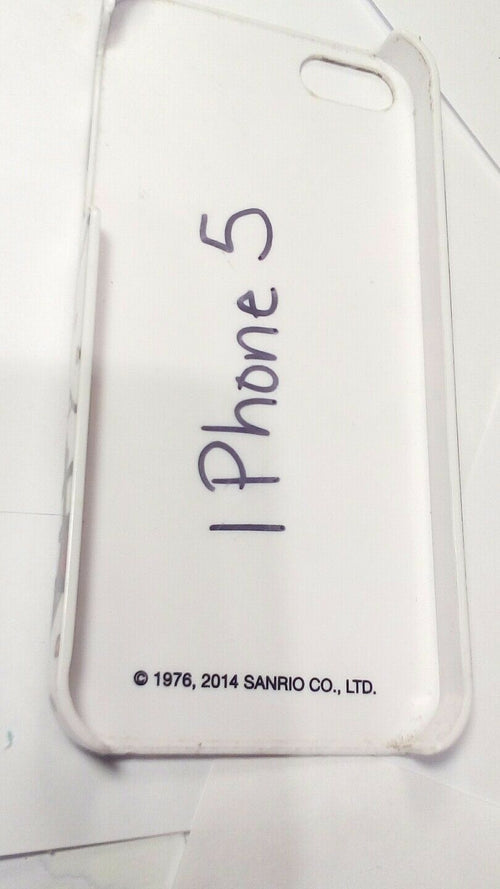 I Phone 5
© 1976, 2014 SANRIO CO., LTD.